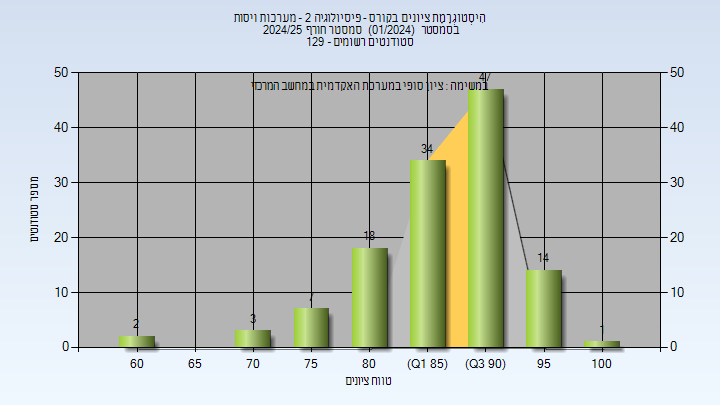 היסטוגרמת ציונים בקורס - פיסיולוגיה 2 - מערכות ויסות
בסמסטר (01/2024) סמסטר חורף 2024/25
סטודנטים רשומים - 129
במשימה : ציון סופי במערכת האקדמית במחשב המרכזי
מספר סטודנטים
50
40
30
20
10
0
50
40
30
20
10
0
2
3
7
18
34
47
14
1
60 65 70 75 80 (Q1 85) (Q3 90) 95 100
טווח ציונים